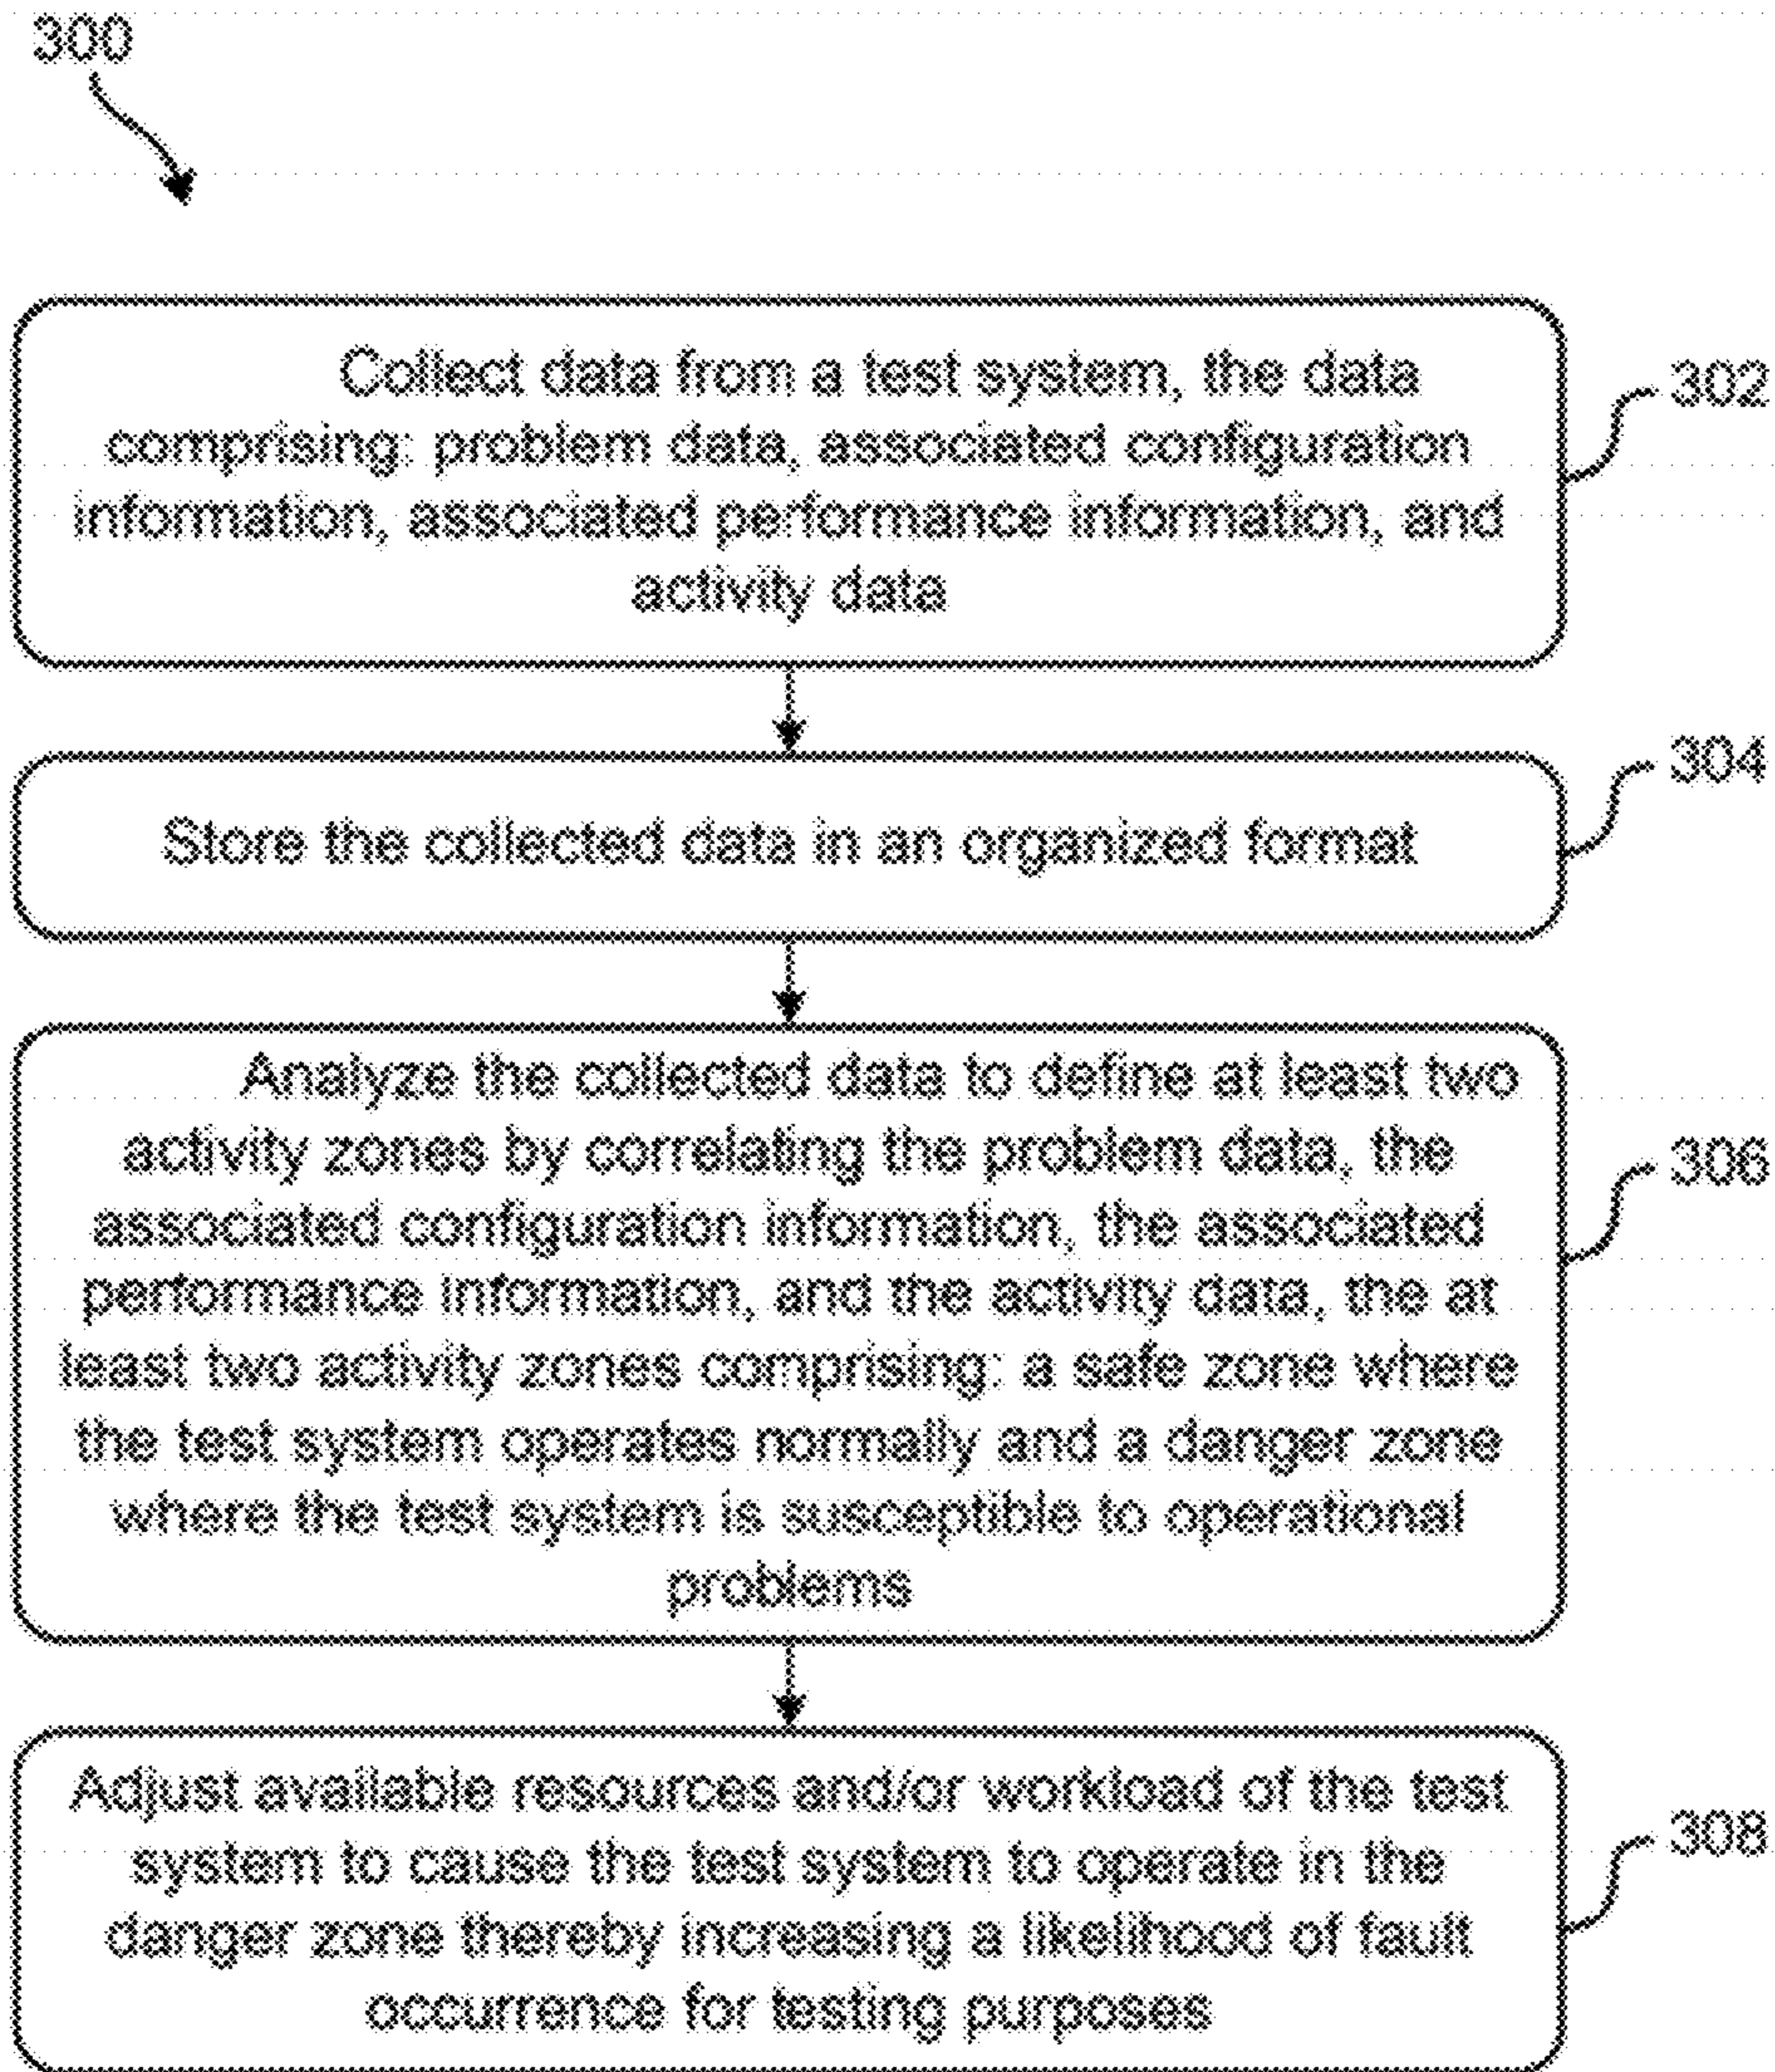 300
Collect data from a test system, the data
comprising: problem data, associated configuration
information, associated performance information, and
activity data
302
Store the collected data in an organized format
304
Analyze the collected data to define at least two
activity zones by correlating the problem data, the
associated configuration information, the associated
performance information, and the activity data, the at
least two activity zones comprising: a safe zone where
the test system operates normally and a danger zone
where the test system is susceptible to operational
problems
306
Adjust available resources and/or workload of the test
system to cause the test system to operate in the
danger zone thereby increasing a likelihood of fault
occurrence for testing purposes
308